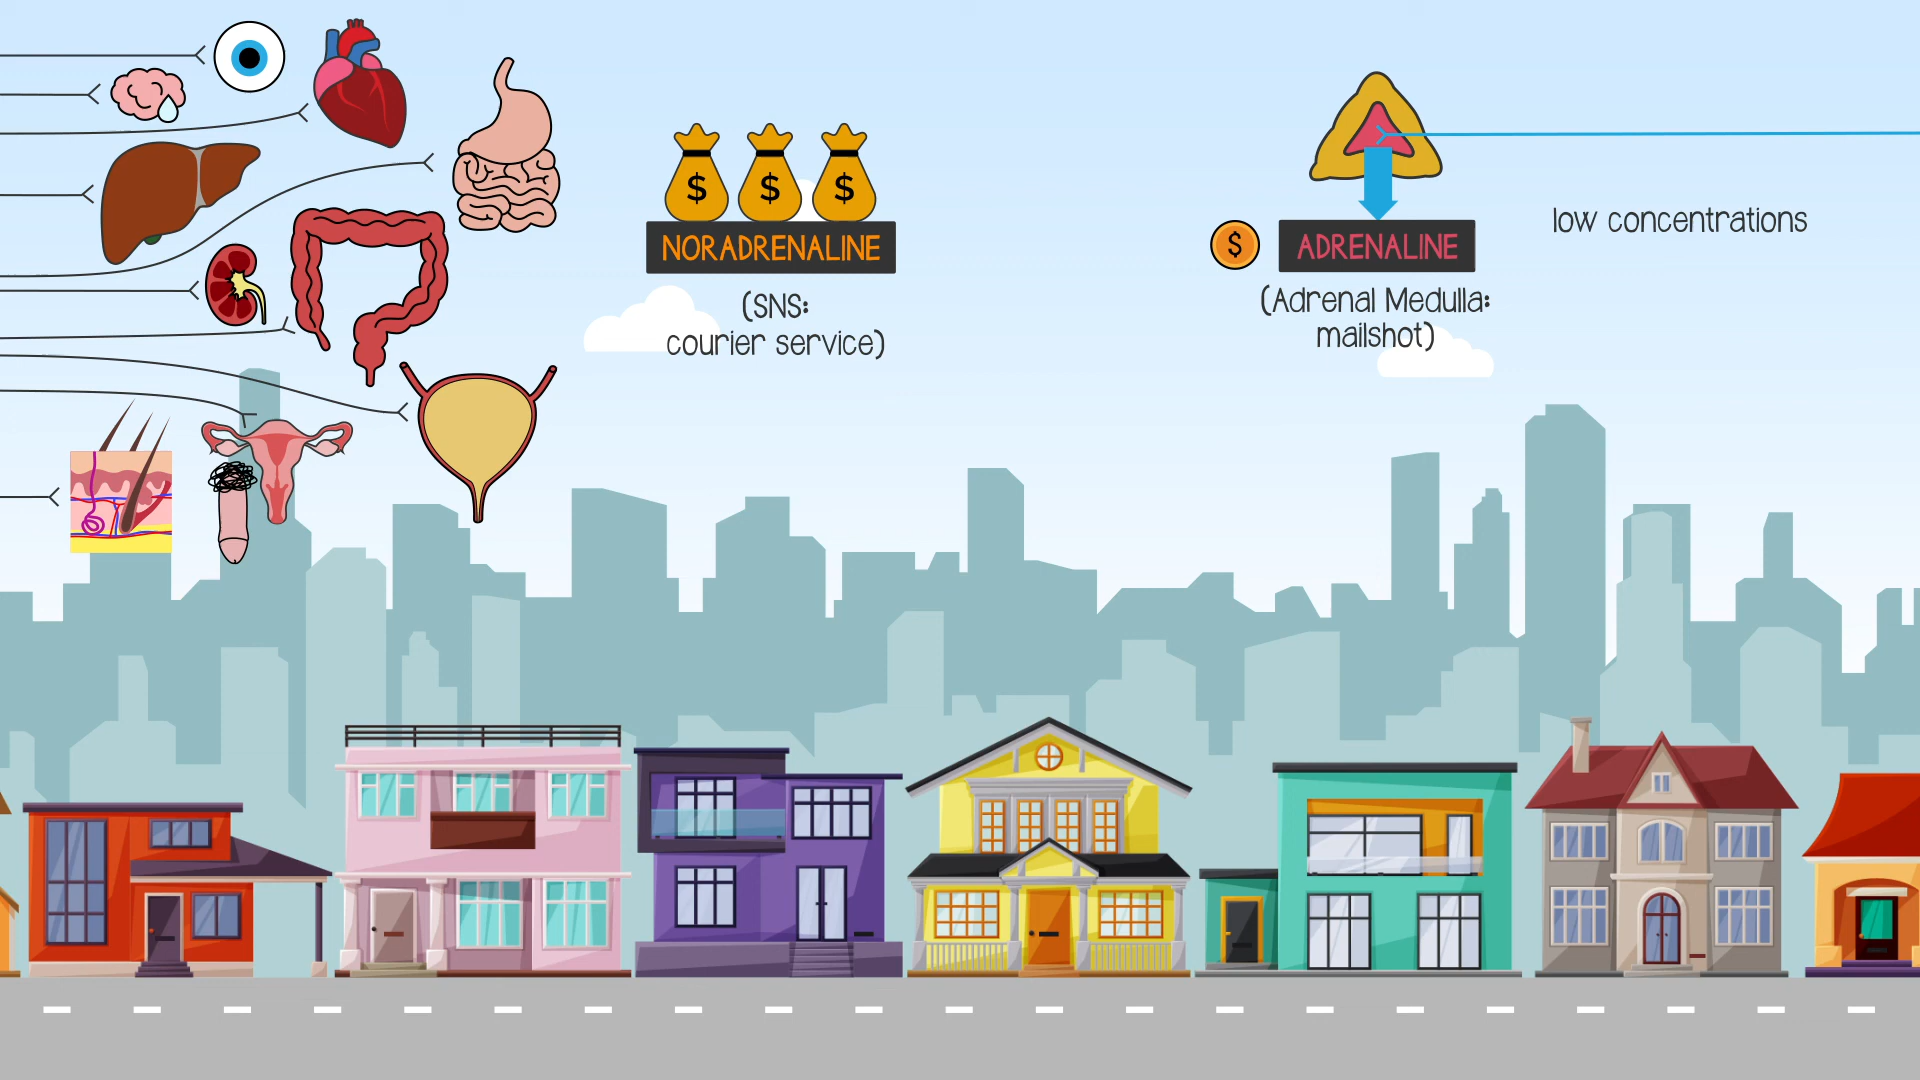 $ $ $
NORADRENALINE
(SNS:
courier service)
$
ADRENALINE
(Adrenal Medulla:
mailshot)
low concentrations